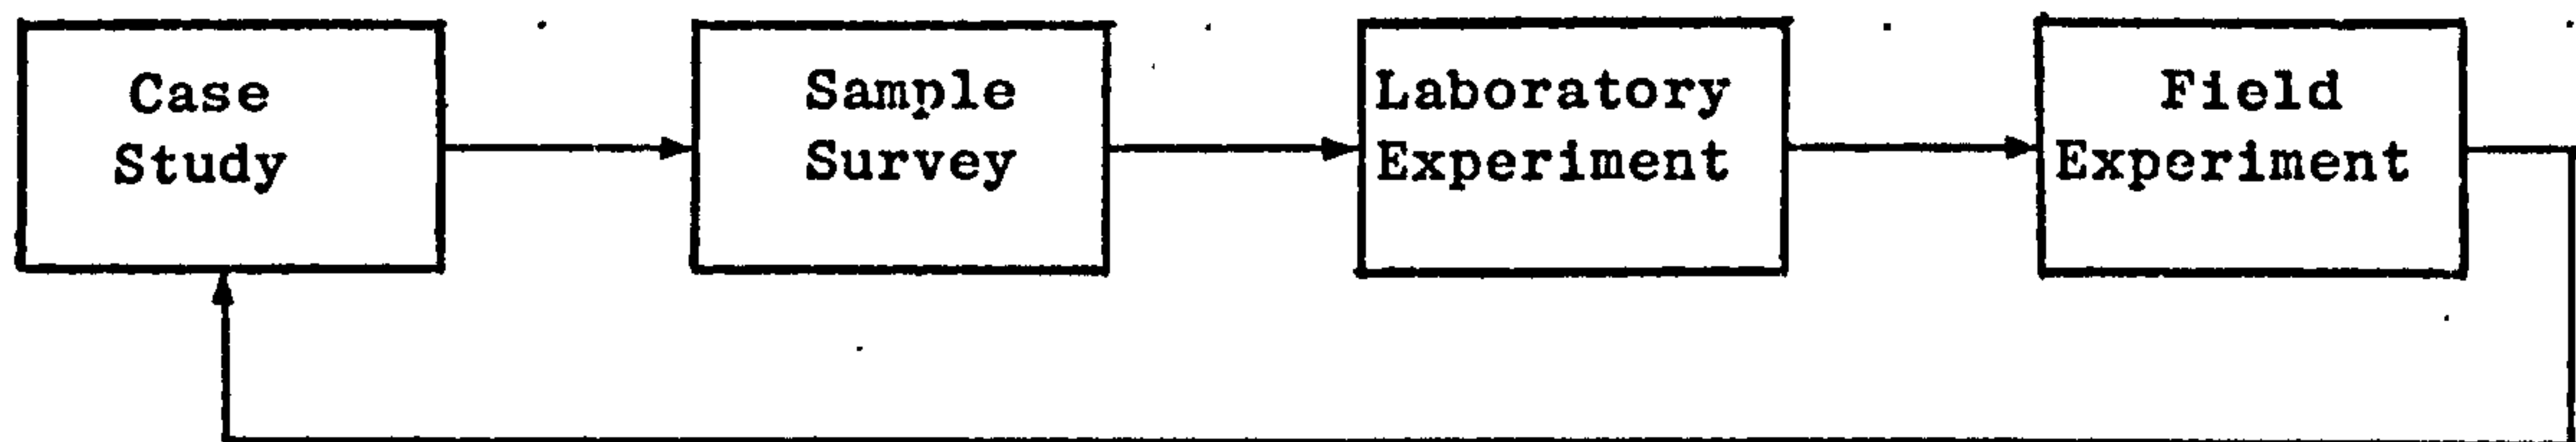 Case
Study
Sample
Survey
Laboratory
Experiment
Field
Experiment